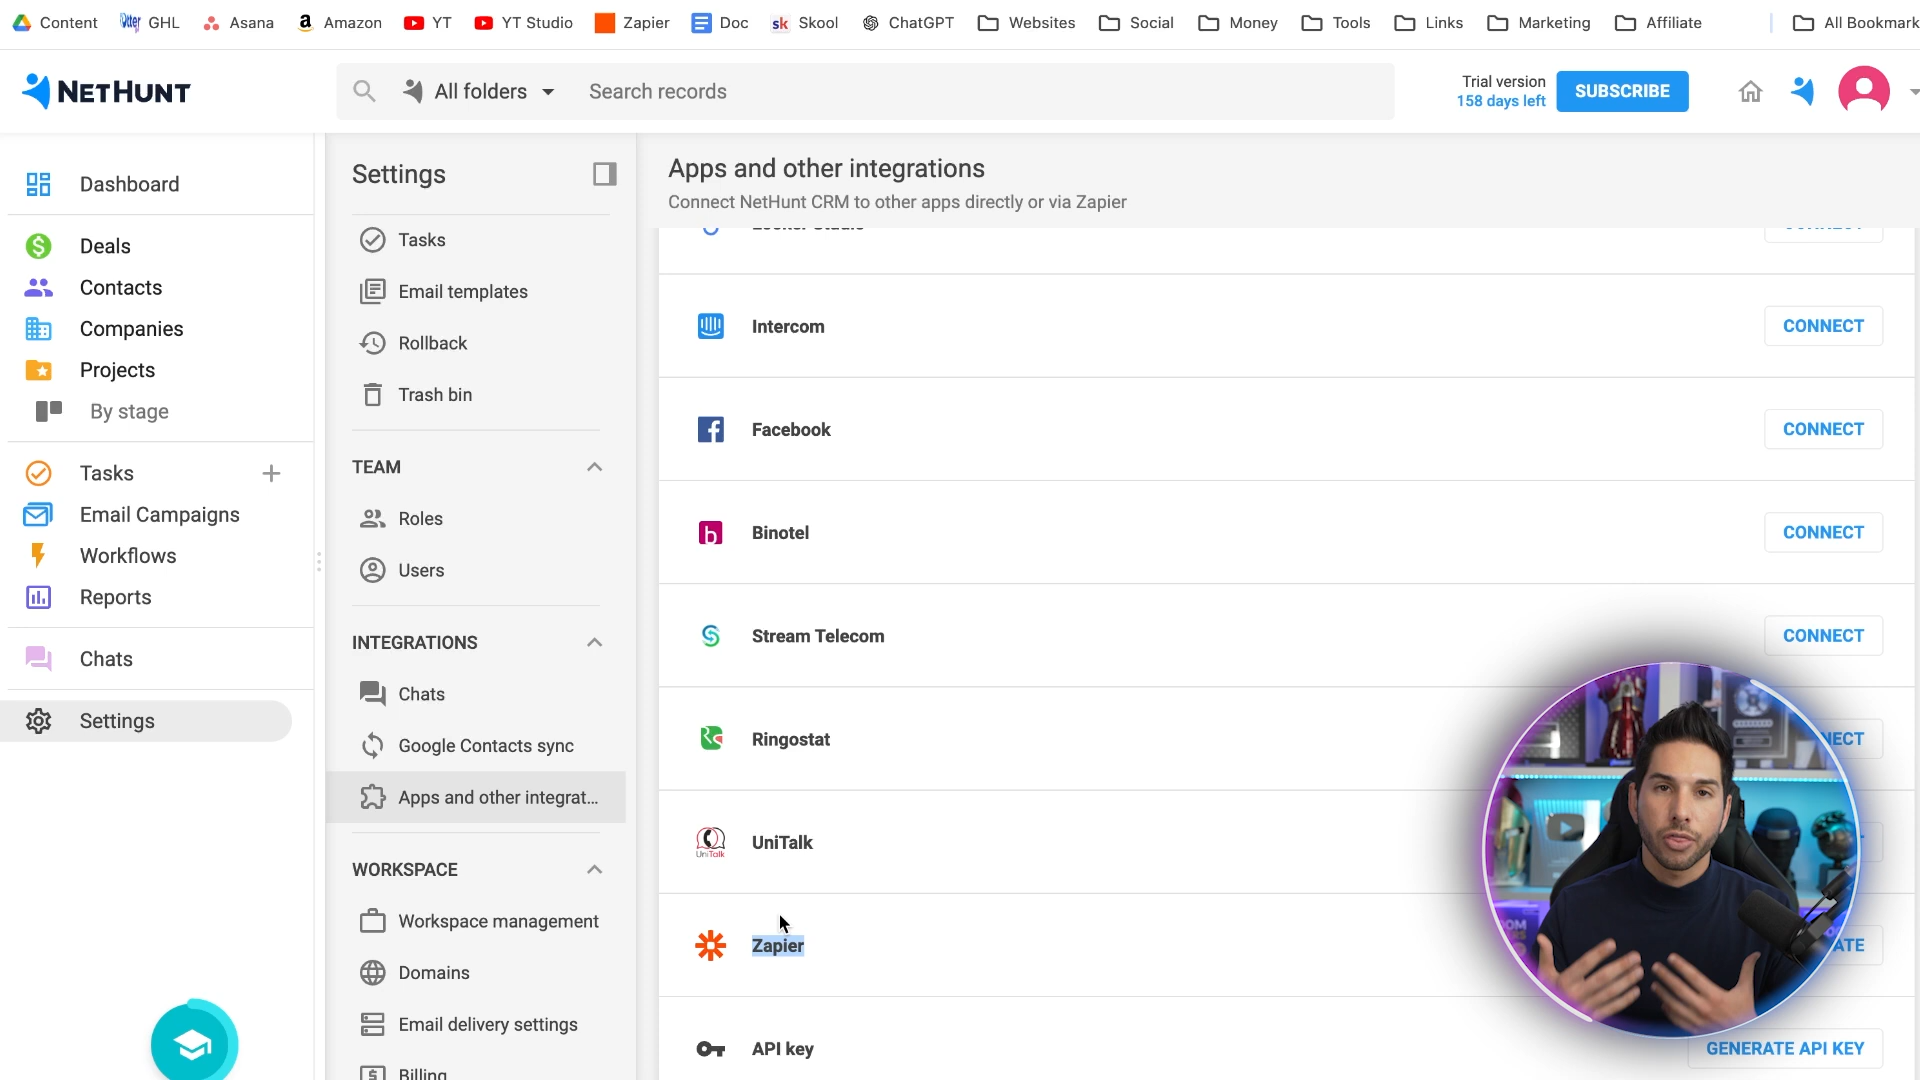 Content
GHL
Asana
Amazon
YT
YT Studio
Zapier
Doc
Skool
ChatGPT
Websites
Social
Money
Tools
Links
Marketing
Affiliate
All Bookmark
NETHUNT
All folders
Search records
Trial version
158 days left
SUBSCRIBE
Dashboard
Deals
Contacts
Companies
Projects
By stage
Tasks
Email Campaigns
Workflows
Reports
Chats
Settings
Settings
Tasks
Email templates
Rollback
Trash bin
TEAM
Roles
Users
INTEGRATIONS
Chats
Google Contacts sync
Apps and other integrat...
WORKSPACE
Workspace management
Domains
Email delivery settings
Billing
Apps and other integrations
Connect NetHunt CRM to other apps directly or via Zapier
Intercom
CONNECT
Facebook
CONNECT
Binotel
CONNECT
Stream Telecom
CONNECT
Ringostat
NECT
UniTalk
UniTalk
Zapier
ATE
API key
GENERATE API KEY